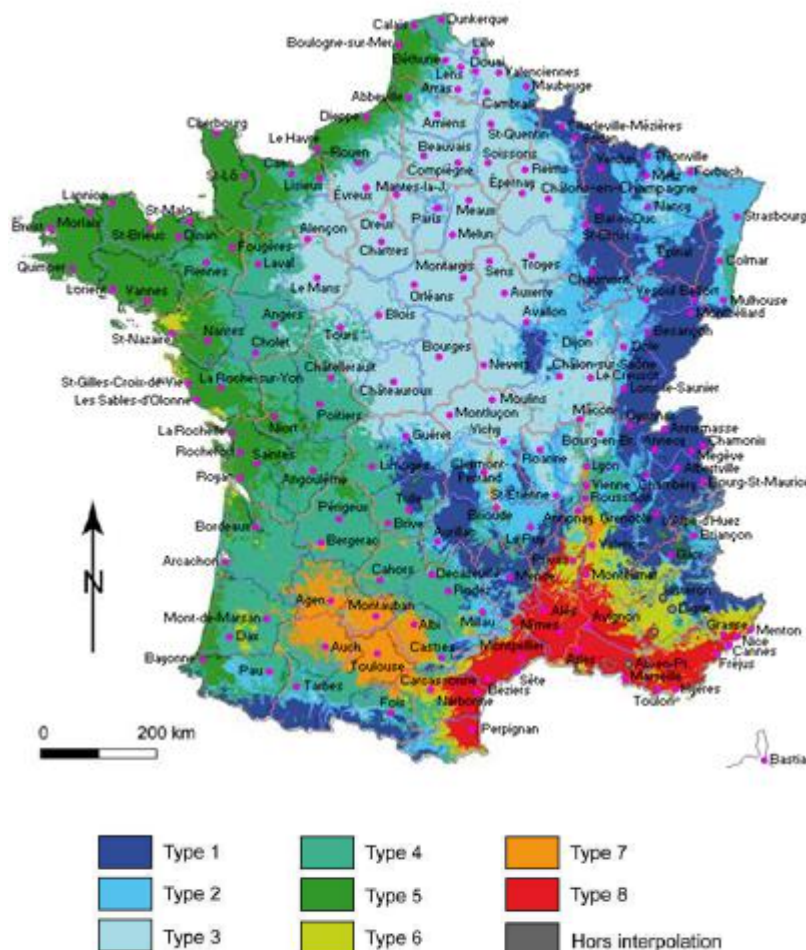 Dunkerque
Calais
Boulogne-sur-Mer
Lille
Béthune
Douai
Lens
Valenciennes
Arras
Maubeuge
Abbeville
Cambrai
Dieppe
Cherbourg
Amiens
Charleville-Mézières
St-Quentin
Sedan
Le Havre
Rouen
Beauvais
Soissons
Thionville
Caen
Compiègne
Reims
Verdun
Forbach
St-Lô
Lisieux
Metz
Évreux
Mantes-la-J.
Épernay
Châlons-en-Champagne
Lannion
Meaux
Nancy
Morlaix
St-Malo
Paris
Bar-le-Duc
Strasbourg
Brest
St-Brieuc
Dinan
Alençon
Dreux
St-Dizier
Fougères
Chartres
Melun
Quimper
Rennes
Laval
Montargis
Sens
Troyes
Épinal
Colmar
Lorient
Vannes
Le Mans
Orléans
Auxerre
Chaumont
Vesoul
Belfort
Mulhouse
Angers
Blois
Avallon
Montbéliard
St-Nazaire
Nantes
Cholet
Tours
Dijon
Besançon
Bourges
Dole
St-Gilles-Croix-de-Vie
La Roche-sur-Yon
Châtellerault
Nevers
Châlon-sur-Saône
Le Creusot
Châteauroux
Lons-le-Saunier
Les Sables-d'Olonne
Poitiers
Moulins
Niort
Montluçon
Mâcon
La Rochelle
Guéret
Vichy
Bourg-en-Br.
Annemasse
Annecy
Chamonix
Rochefort
Saintes
Limoges
Clermont-
Ferrand
Roanne
Lyon
Megève
Albertville
Royan
Angoulême
Vienne
Chambéry
Bourg-St-Maurice
Tulle
St-Etienne
Roussillon
Périgueux
Brive
Brioude
Annonay
Grenoble
L'Alpe-d'Huez
Bordeaux
Aurillac
Briançon
Bergerac
Le Puy
Valence
Gap
Arcachon
Privas
N
Cahors
Decazeville
Mende
Montélimar
Rodez
Sisteron
Agen
Montauban
Alès
Avignon
Digne
Mont-de-Marsan
Albi
Millau
Nîmes
Grasse
Menton
Dax
Nice
Auch
Castres
Montpellier
Cannes
Bayonne
Toulouse
Arles
Aix-en-Pr.
Fréjus
Pau
Carcassonne
Sète
Marseille
Tarbes
Béziers
Hyères
Foix
Narbonne
Toulon
0
200 km
Perpignan
Bastia
Type 1
Type 4
Type 7
Type 2
Type 5
Type 8
Type 3
Type 6
Hors interpolation